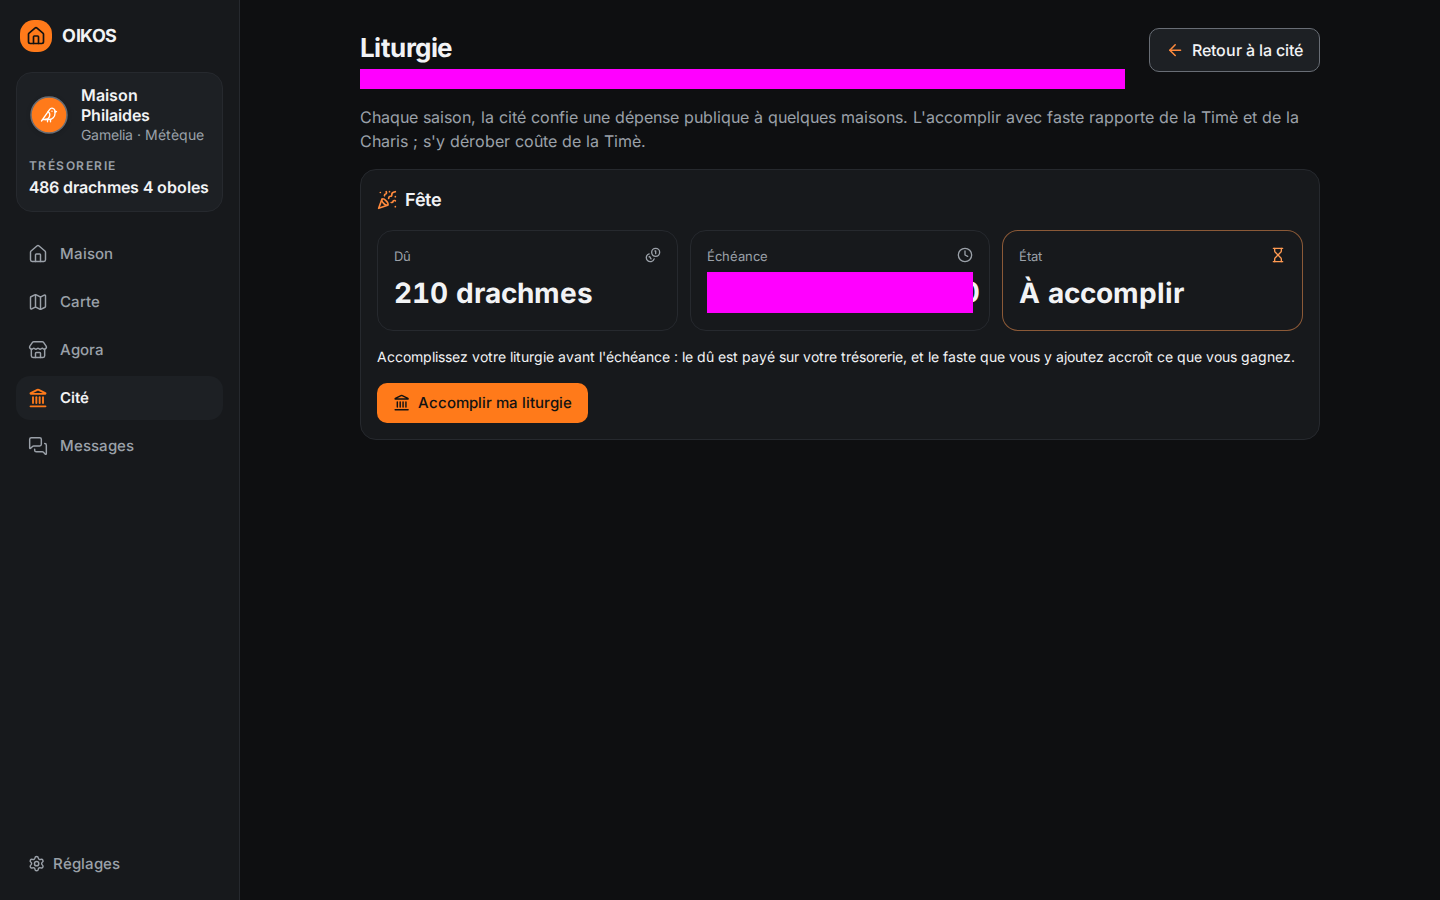 OIKOS
Maison
Philaides
Gamelia · Métèque
TRÉSORERIE
486 drachmes 4 oboles
Maison
Carte
Agora
Cité
Messages
Réglages
Liturgie
Retour à la cité
Chaque saison, la cité confie une dépense publique à quelques maisons. L'accomplir avec faste rapporte de la Timè et de la
Charis ; s'y dérober coûte de la Timè.
Fête
Dû
210 drachmes
Échéance
État
À accomplir
Accomplissez votre liturgie avant l'échéance : le dû est payé sur votre trésorerie, et le faste que vous y ajoutez accroît ce que vous gagnez.
Accomplir ma liturgie